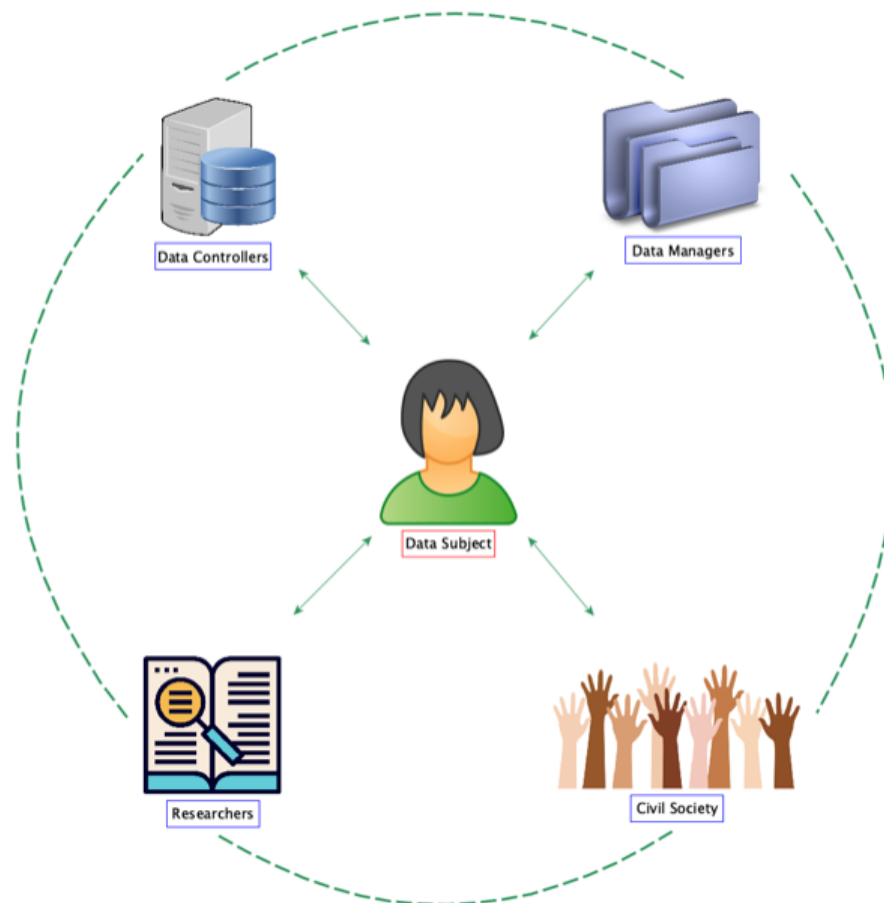 Data Controllers
Data Managers
Data Subject
Researchers
Civil Society